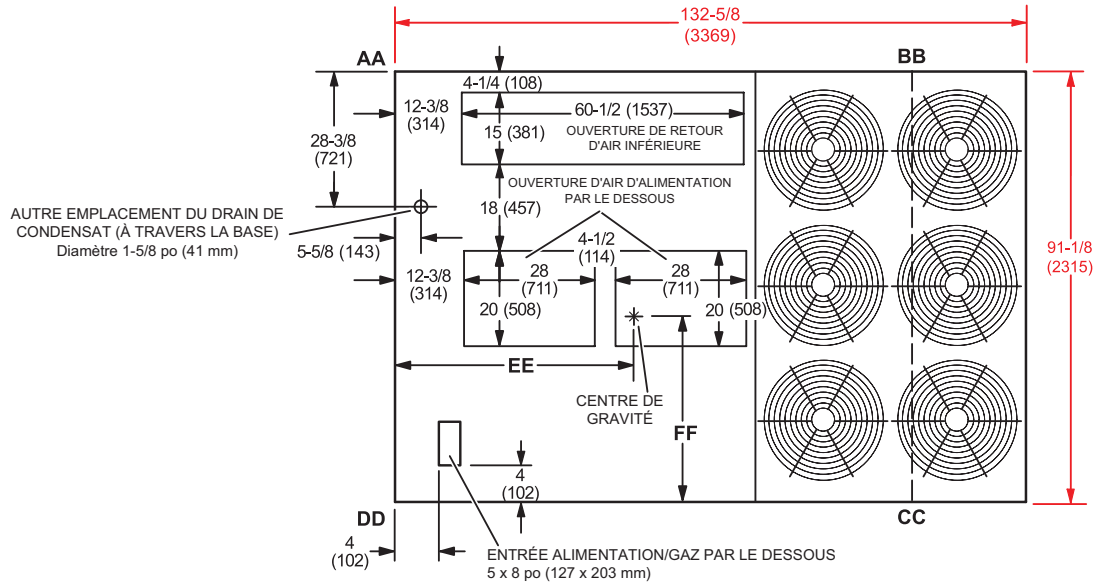 132-5/8
(3369)
AA
BB
4-1/4 (108)
12-3/8
(314)
60-1/2 (1537)
15 (381)
OUVERTURE DE RETOUR
D'AIR INFÉRIEURE
28-3/8
(721)
OUVERTURE D'AIR D'ALIMENTATION
PAR LE DESSOUS
18 (457)
AUTRE EMPLACEMENT DU DRAIN DE
CONDENSAT (À TRAVERS LA BASE)
Diamètre 1-5/8 po (41 mm)
5-5/8 (143)
4-1/2
(114)
91-1/8
(2315)
12-3/8
(314)
28
(711)
28
(711)
20 (508)
20 (508)
EE
CENTRE DE
GRAVITÉ
FF
4
(102)
DD
CC
4
(102)
ENTRÉE ALIMENTATION/GAZ PAR LE DESSOUS
5 x 8 po (127 x 203 mm)